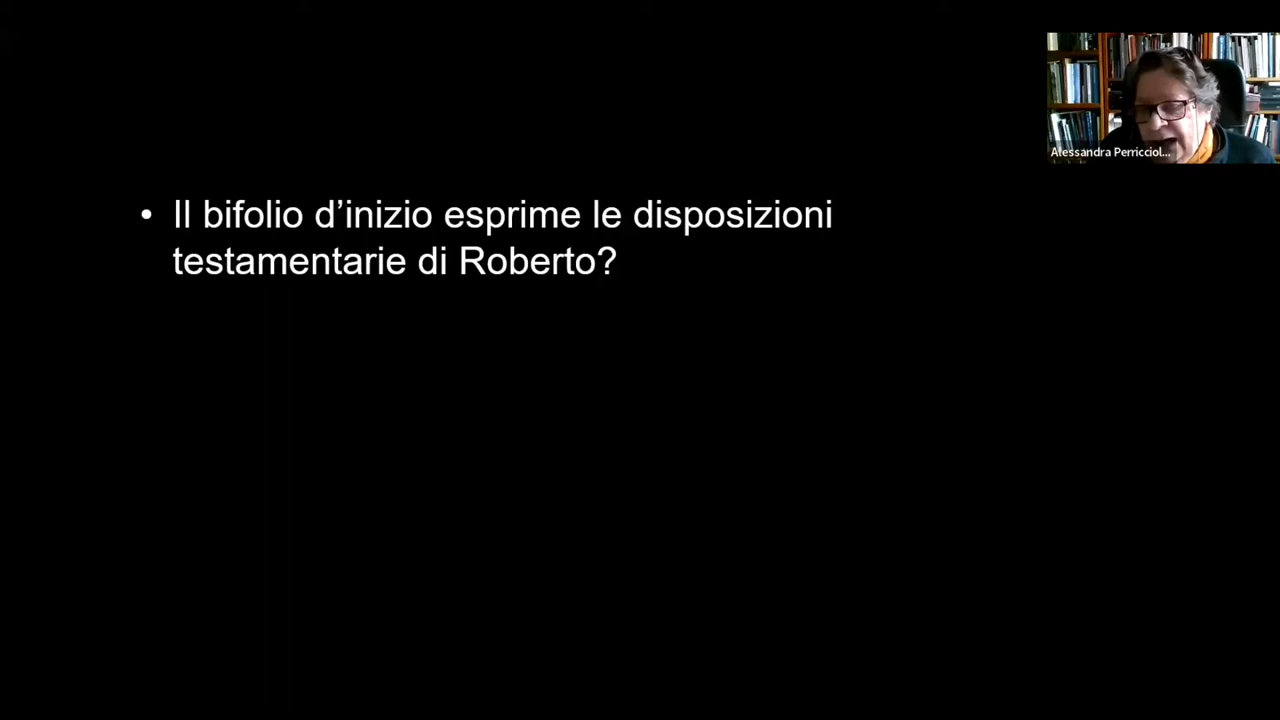 Alessandra Perricciol...
• Il bifolio d’inizio esprime le disposizioni
testamentarie di Roberto?